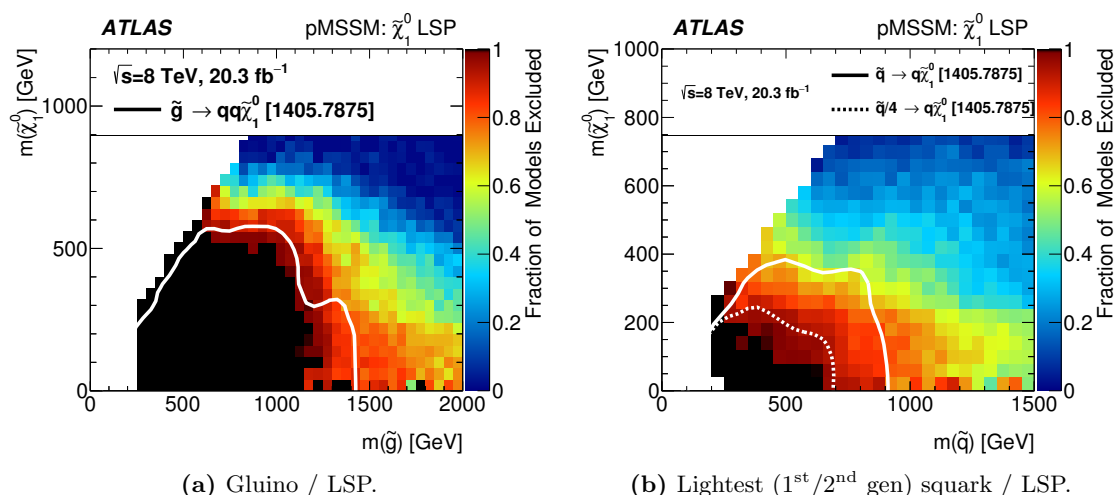 ATLAS pMSSM: χ̃₁⁰ LSP
√s=8 TeV, 20.3 fb⁻¹
g̃ → qqχ̃₁⁰ [1405.7875]
m(χ̃₁⁰) [GeV]
1000
500
0
0 500 1000 1500 2000
m(g̃) [GeV]
1
0.8
0.6
0.4
0.2
0
Fraction of Models Excluded
(a) Gluino / LSP.
ATLAS pMSSM: χ̃₁⁰ LSP
√s=8 TeV, 20.3 fb⁻¹
q̃ → qχ̃₁⁰ [1405.7875]
q̃/4 → qχ̃₁⁰ [1405.7875]
m(χ̃₁⁰) [GeV]
1000
800
600
400
200
0
0 500 1000 1500
m(q̃) [GeV]
1
0.8
0.6
0.4
0.2
0
Fraction of Models Excluded
(b) Lightest (1ˢᵗ/2ⁿᵈ gen) squark / LSP.